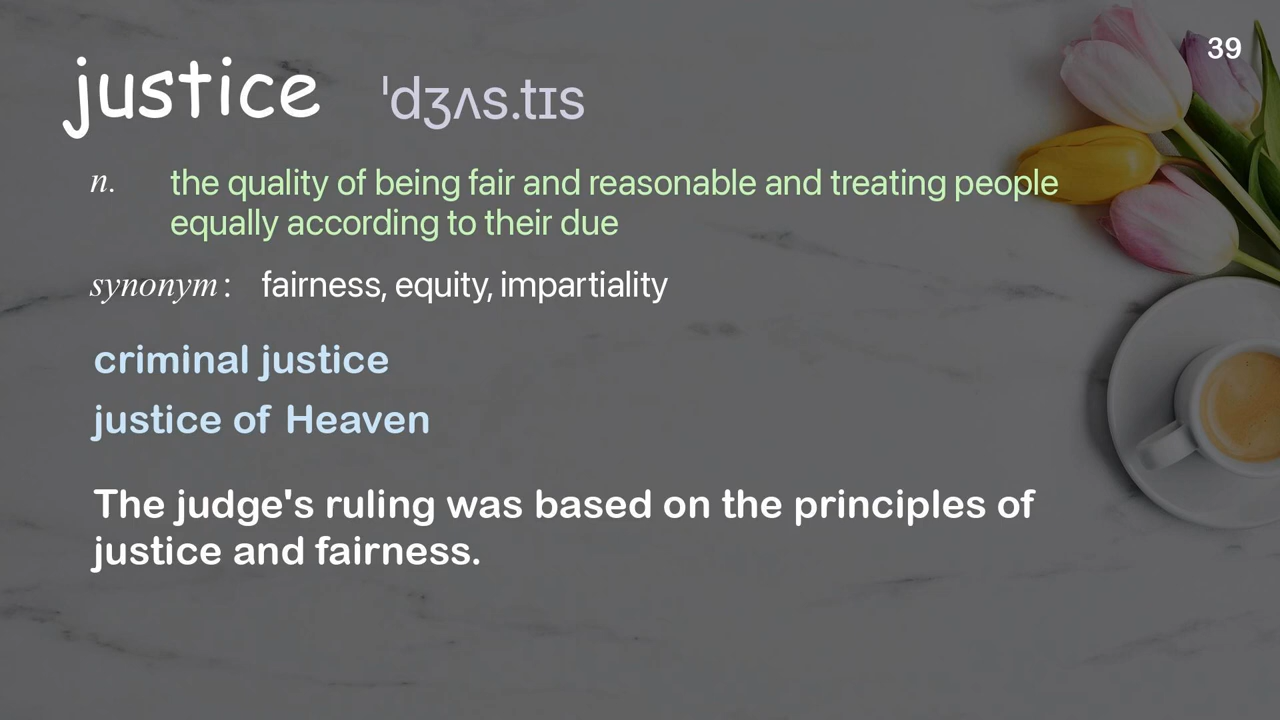 39
justice ˈdʒʌs.tɪs
n. the quality of being fair and reasonable and treating people
equally according to their due
synonym: fairness, equity, impartiality
criminal justice
justice of Heaven
The judge's ruling was based on the principles of
justice and fairness.